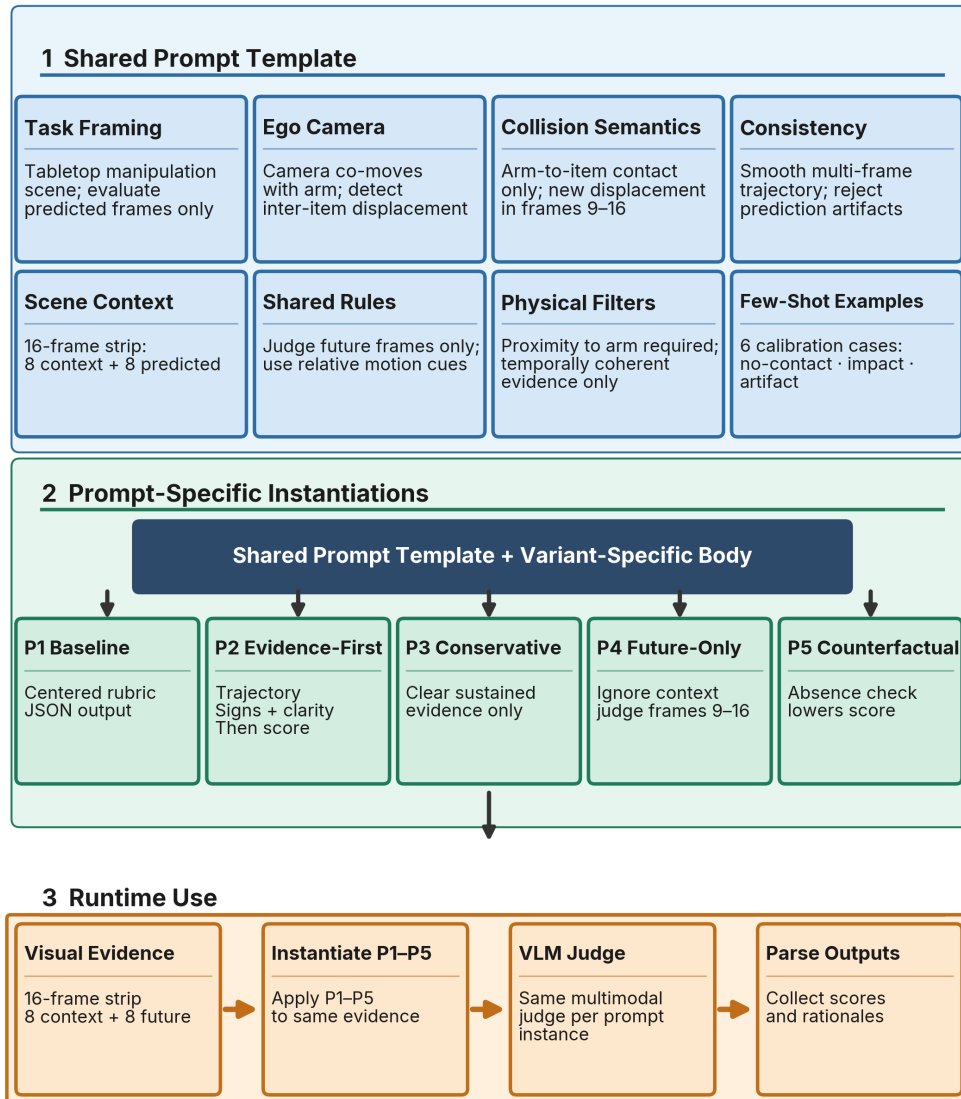 1 Shared Prompt Template
Task Framing
Tabletop manipulation
scene; evaluate
predicted frames only
Ego Camera
Camera co-moves
with arm; detect
inter-item displacement
Collision Semantics
Arm-to-item contact
only; new displacement
in frames 9–16
Consistency
Smooth multi-frame
trajectory; reject
prediction artifacts
Scene Context
16-frame strip:
8 context + 8 predicted
Shared Rules
Judge future frames only;
use relative motion cues
Physical Filters
Proximity to arm required;
temporally coherent
evidence only
Few-Shot Examples
6 calibration cases:
no-contact · impact ·
artifact
2 Prompt-Specific Instantiations
Shared Prompt Template + Variant-Specific Body
P1 Baseline
Centered rubric
JSON output
P2 Evidence-First
Trajectory
Signs + clarity
Then score
P3 Conservative
Clear sustained
evidence only
P4 Future-Only
Ignore context
judge frames 9–16
P5 Counterfactual
Absence check
lowers score
3 Runtime Use
Visual Evidence
16-frame strip
8 context + 8 future
Instantiate P1–P5
Apply P1–P5
to same evidence
VLM Judge
Same multimodal
judge per prompt
instance
Parse Outputs
Collect scores
and rationales